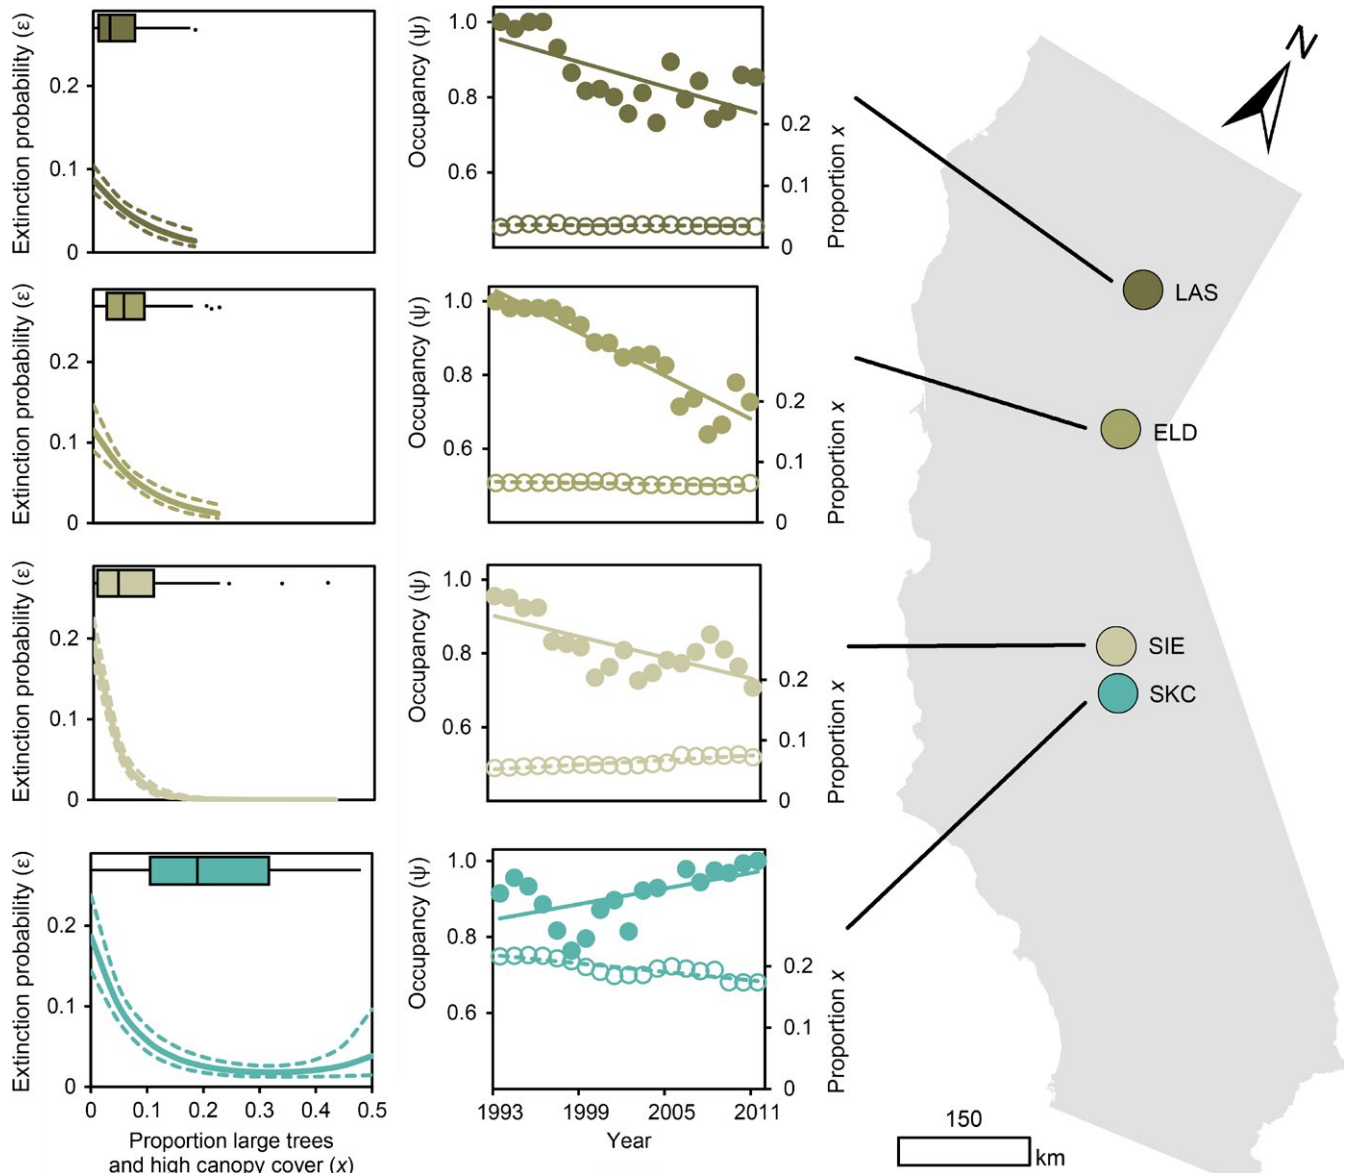 Extinction probability (ε)
0.2
0.1
0
Occupancy (ψ)
1.0
0.8
0.6
0.2
0.1
0
Proportion x
N
LAS
Extinction probability (ε)
0.2
0.1
0
Occupancy (ψ)
1.0
0.8
0.6
0.2
0.1
0
Proportion x
ELD
Extinction probability (ε)
0.2
0.1
0
Occupancy (ψ)
1.0
0.8
0.6
0.2
0.1
0
Proportion x
SIE
SKC
Extinction probability (ε)
0.2
0.1
0
0 0.1 0.2 0.3 0.4 0.5
Proportion large trees
and high canopy cover (x)
Occupancy (ψ)
1.0
0.8
0.6
0.2
0.1
0
Proportion x
1993 1999 2005 2011
Year
150
km